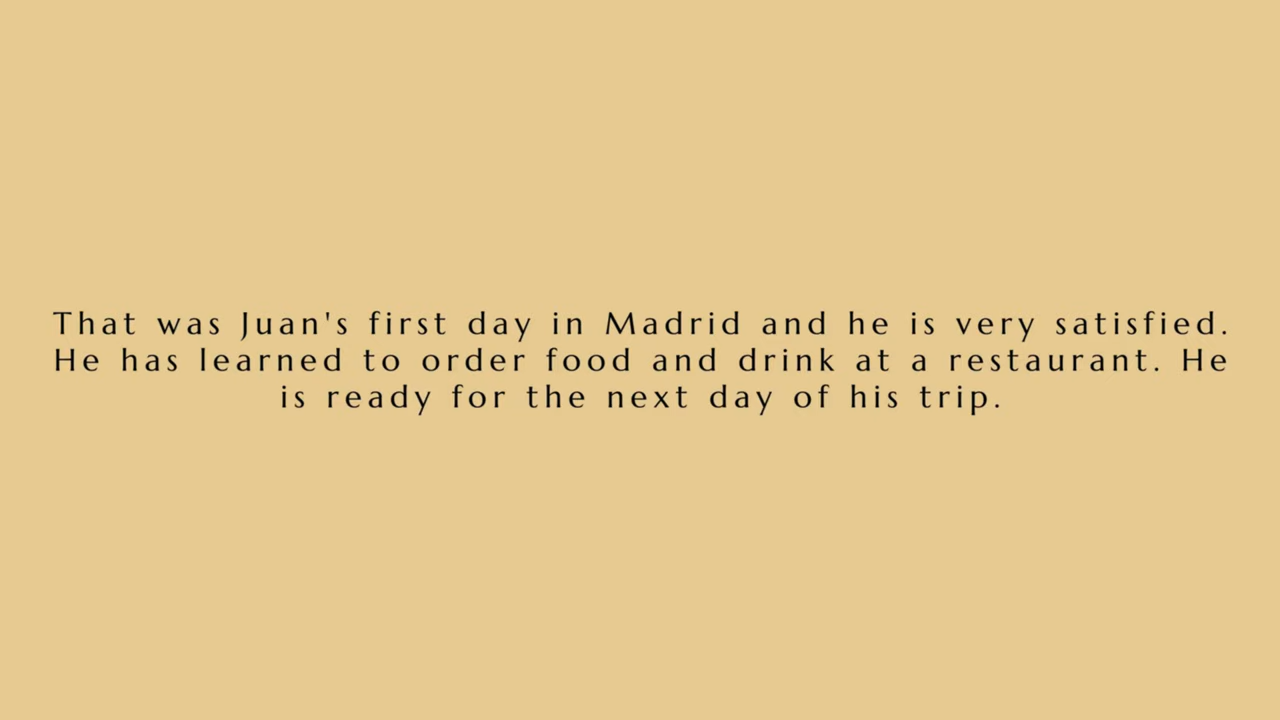 That was Juan's first day in Madrid and he is very satisfied.
He has learned to order food and drink at a restaurant. He
is ready for the next day of his trip.